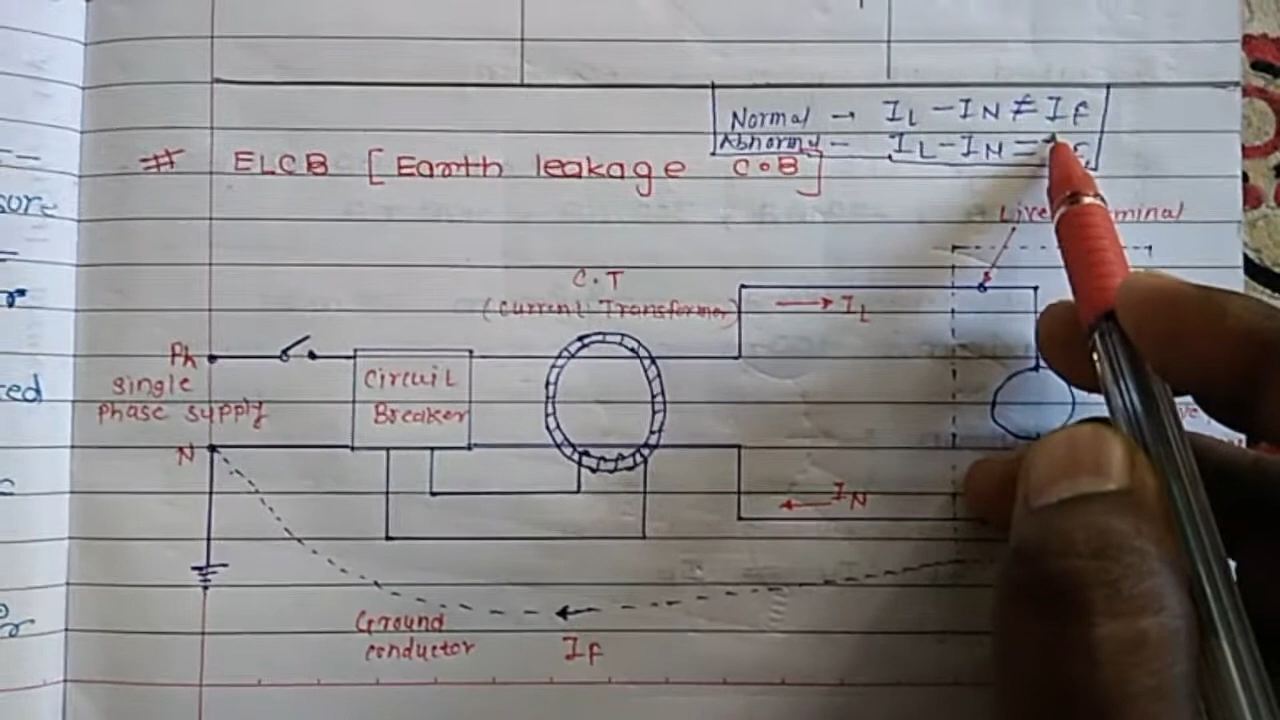 Normal → IL - IN ≠ IF
Abnormal - IL - IN =
# ELCB [Earth leakage C.B]
Live
C.T
(Current Transformer)
→ IL
Ph
single
phase supply
Circuit
Breaker
N
← IN
Ground
conductor
IF